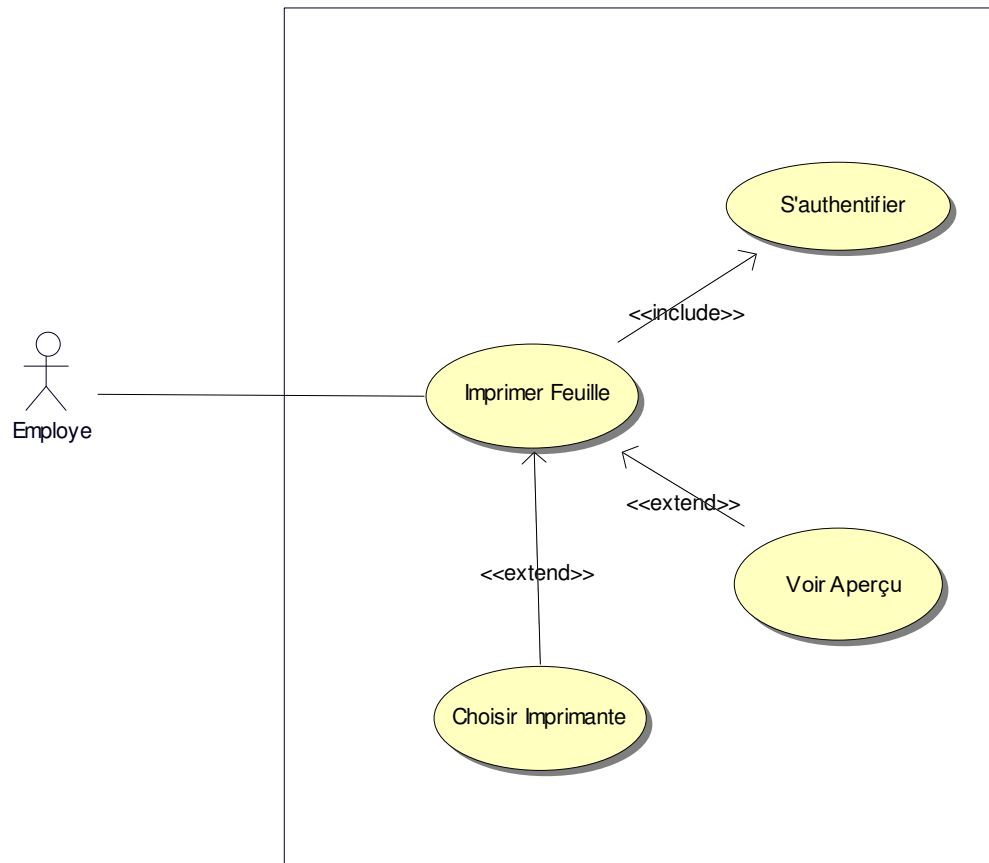 S'authentifier
<<include>>
Imprimer Feuille
Employe
<<extend>>
<<extend>>
Voir Aperçu
Choisir Imprimante